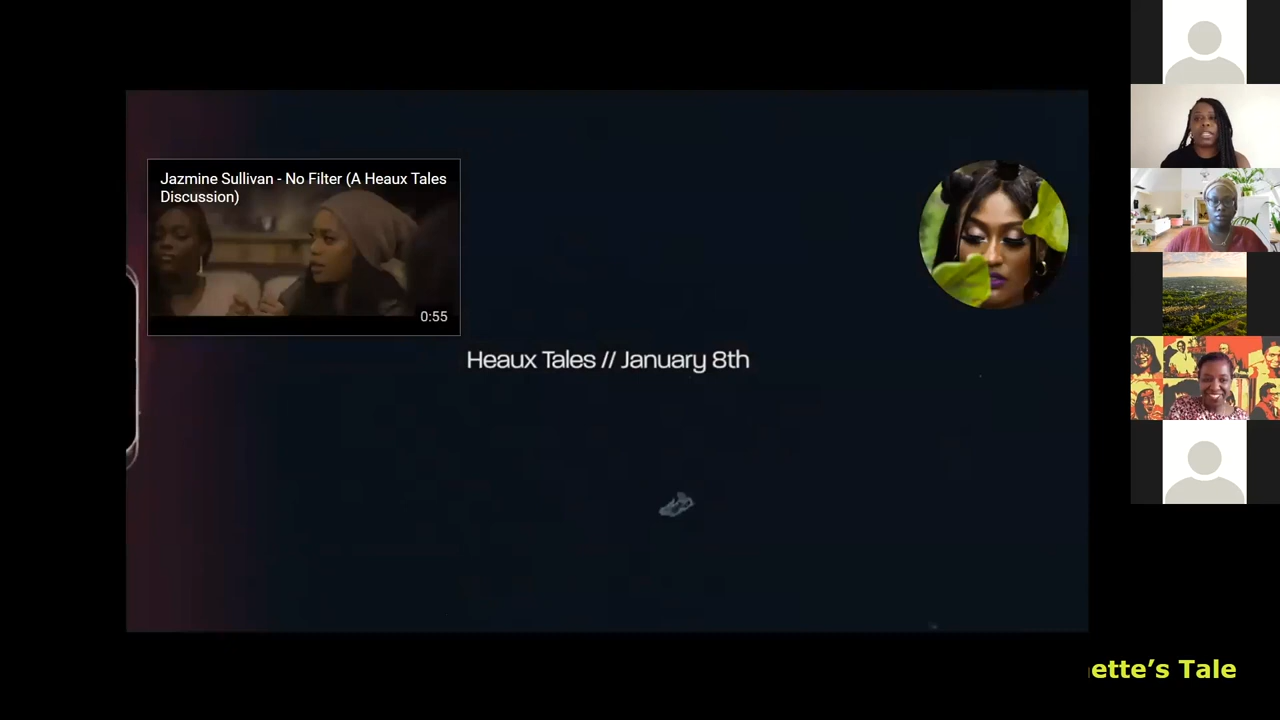 Jazmine Sullivan - No Filter (A Heaux Tales
Discussion)
0:55
Heaux Tales // January 8th
ette’s Tale